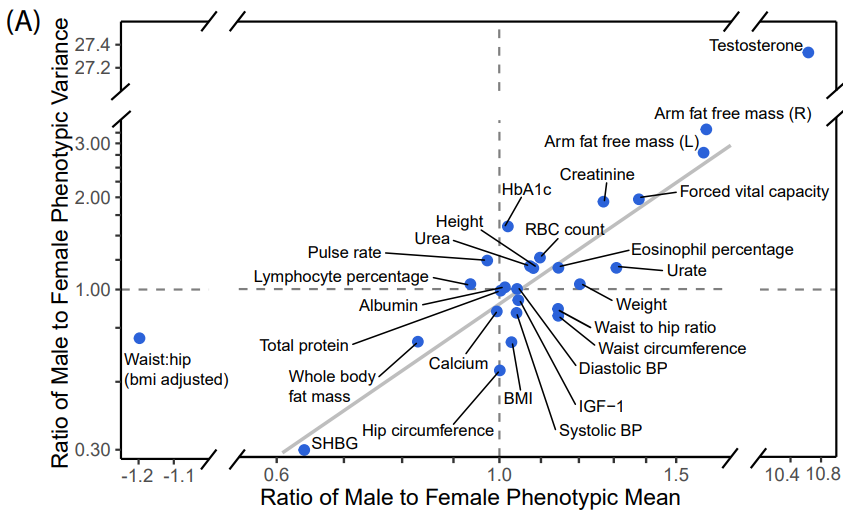 (A)
Ratio of Male to Female Phenotypic Variance
27.4
27.2
3.00
2.00
1.00
0.30
Testosterone
Arm fat free mass (R)
Arm fat free mass (L)
Creatinine
Forced vital capacity
HbA1c
Height
Urea
RBC count
Pulse rate
Eosinophil percentage
Urate
Lymphocyte percentage
Albumin
Weight
Waist to hip ratio
Waist circumference
Total protein
Calcium
Diastolic BP
Waist:hip
(bmi adjusted)
Whole body
fat mass
BMI
IGF−1
Hip circumference
Systolic BP
SHBG
-1.2
-1.1
0.6
1.0
1.5
10.4
10.8
Ratio of Male to Female Phenotypic Mean